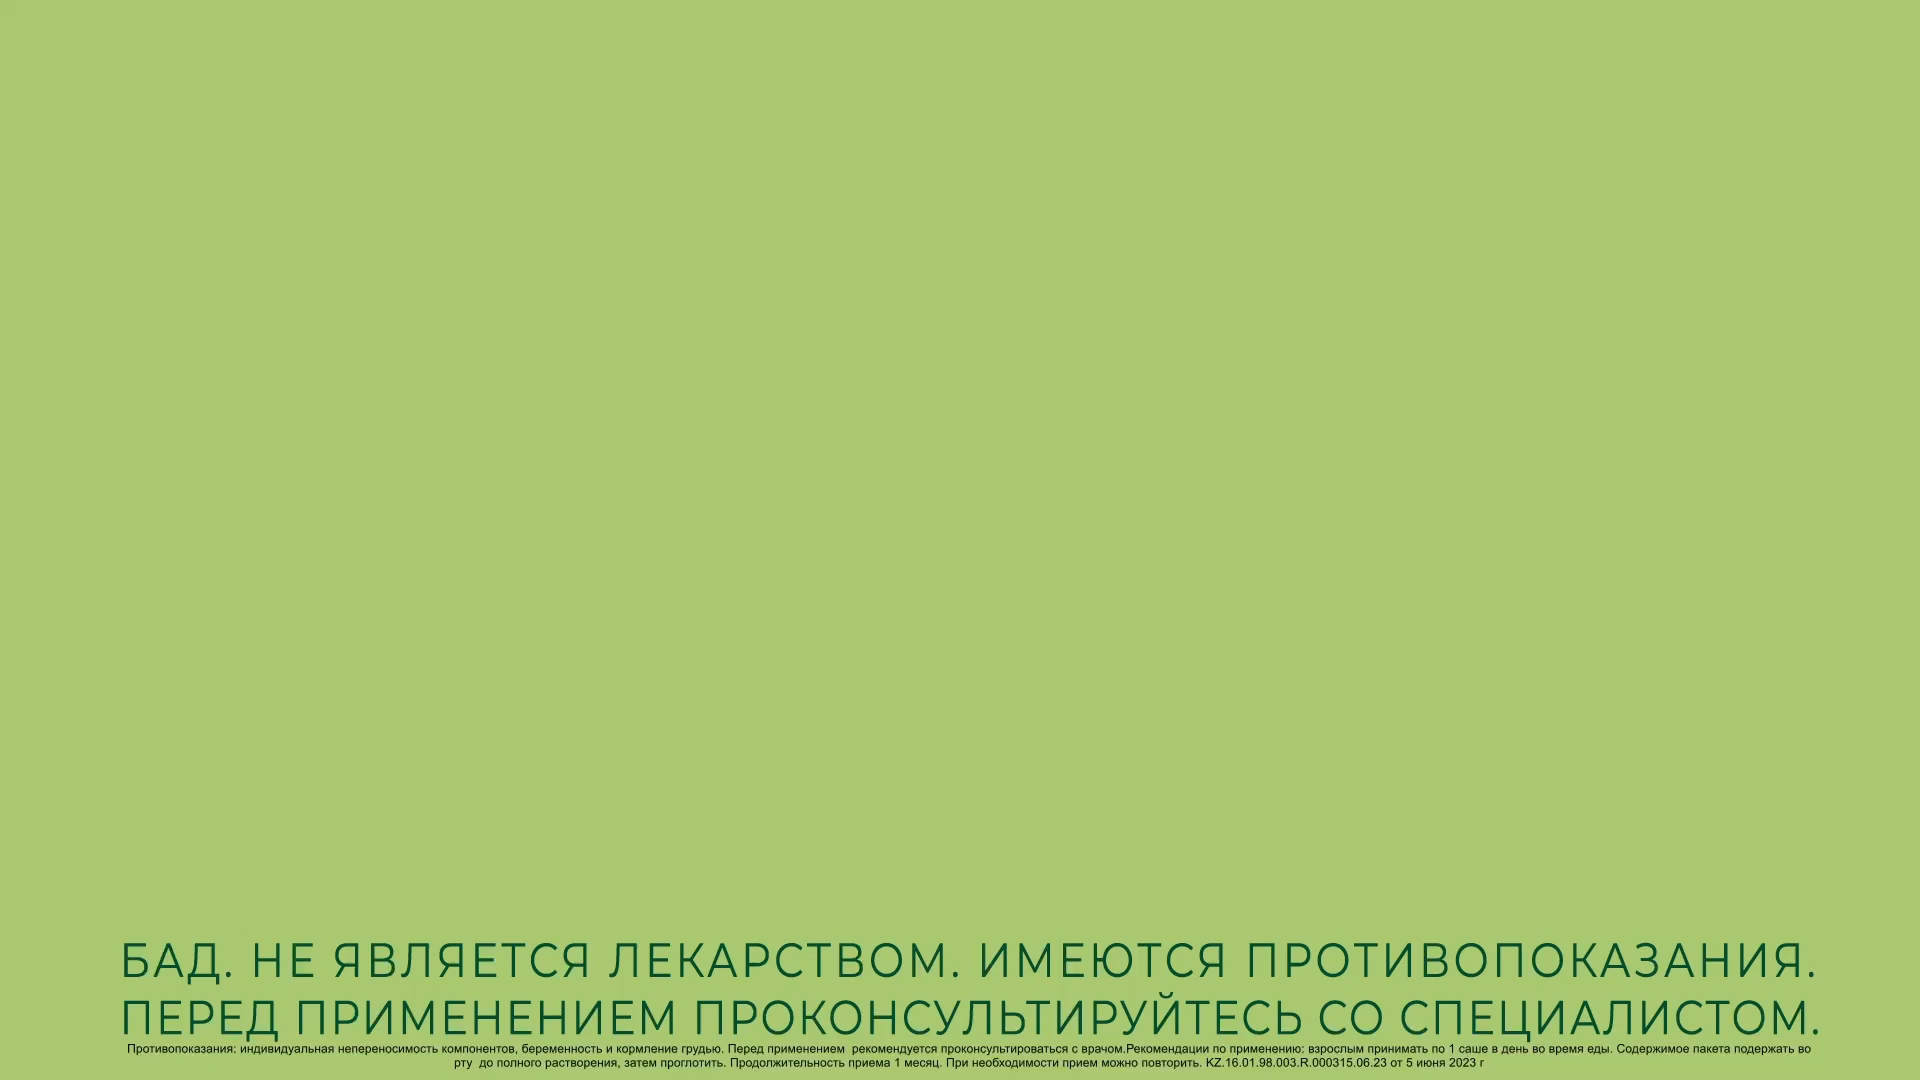 БАД. НЕ ЯВЛЯЕТСЯ ЛЕКАРСТВОМ. ИМЕЮТСЯ ПРОТИВОПОКАЗАНИЯ.
ПЕРЕД ПРИМЕНЕНИЕМ ПРОКОНСУЛЬТИРУЙТЕСЬ СО СПЕЦИАЛИСТОМ.
Противопоказания: индивидуальная непереносимость компонентов, беременность и кормление грудью. Перед применением  рекомендуется проконсультироваться с врачом.Рекомендации по применению: взрослым принимать по 1 саше в день во время еды. Содержимое пакета подержать во
рту  до полного растворения, затем проглотить. Продолжительность приема 1 месяц. При необходимости прием можно повторить. KZ.16.01.98.003.R.000315.06.23 от 5 июня 2023 г